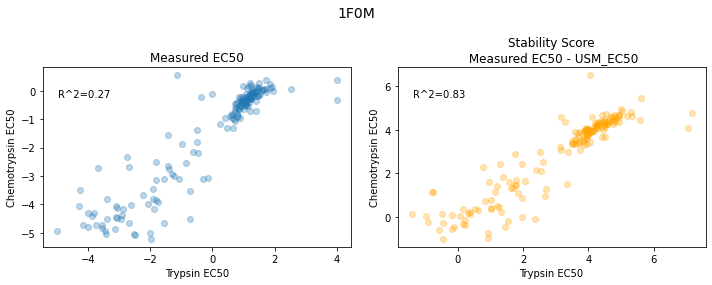 1F0M
Measured EC50
R^2=0.27
Chemotrypsin EC50
0
−1
−2
−3
−4
−5
−4
−2
0
2
4
Trypsin EC50
Stability Score
Measured EC50 - USM_EC50
R^2=0.83
Chemotrypsin EC50
6
4
2
0
0
2
4
6
Trypsin EC50